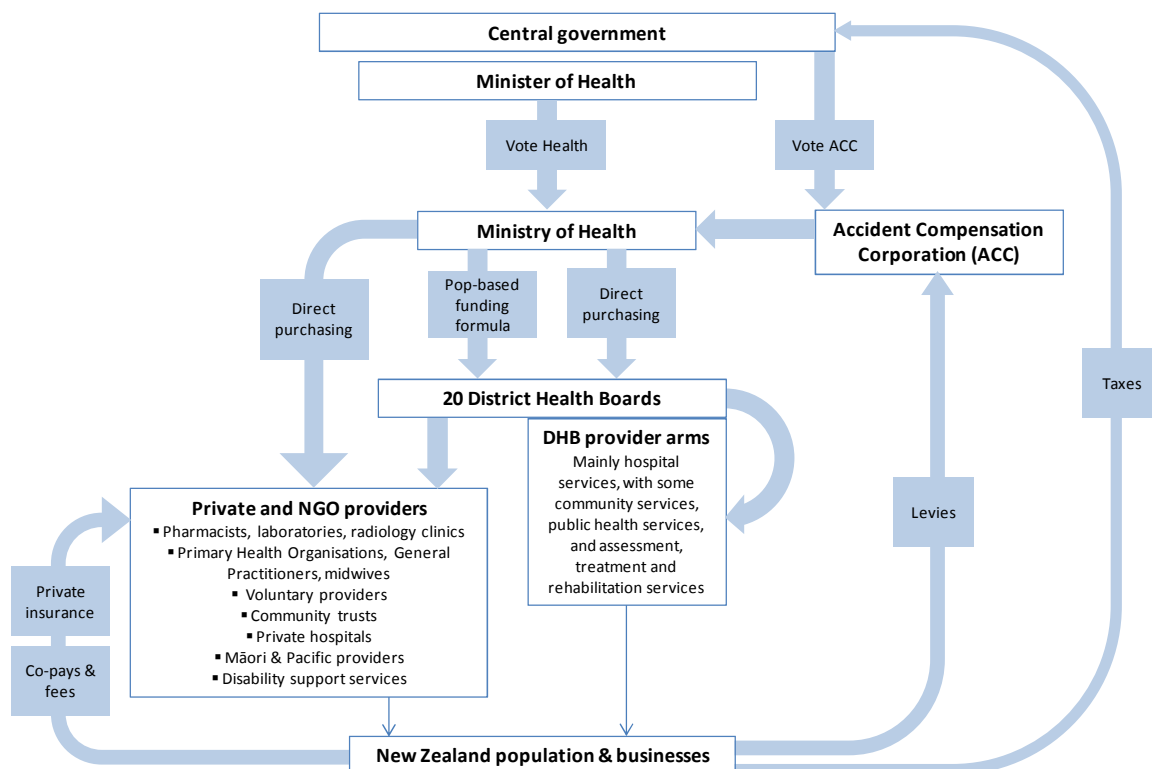 Central government
Minister of Health
Vote Health
Vote ACC
Ministry of Health
Accident Compensation
Corporation (ACC)
Direct
purchasing
Pop-based
funding
formula
Direct
purchasing
Taxes
20 District Health Boards
DHB provider arms
Mainly hospital
services, with some
community services,
public health services,
and assessment,
treatment and
rehabilitation services
Private and NGO providers
▪ Pharmacists, laboratories, radiology clinics
▪ Primary Health Organisations, General
Practitioners, midwives
▪ Voluntary providers
▪ Community trusts
▪ Private hospitals
▪ Māori & Pacific providers
▪ Disability support services
Levies
Private
insurance
Co-pays &
fees
New Zealand population & businesses